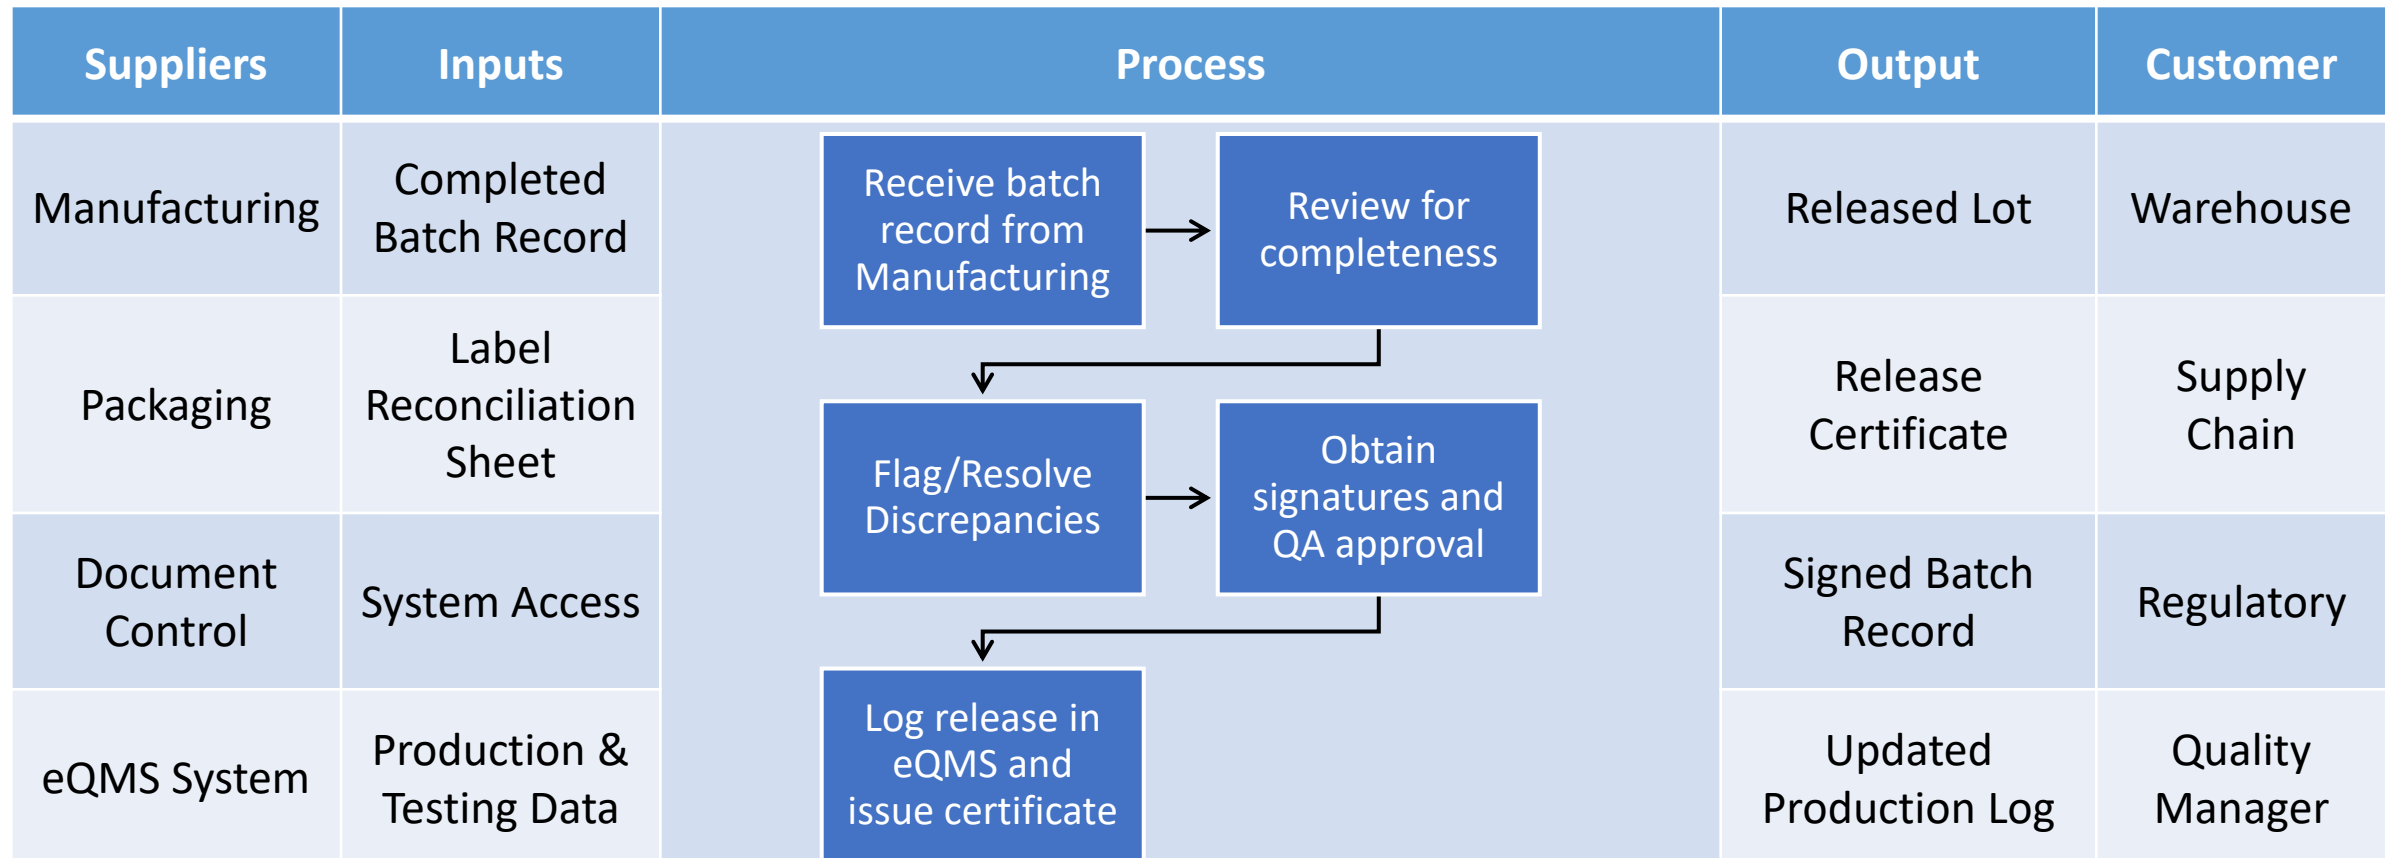 Suppliers
Inputs
Process
Output
Customer
Manufacturing
Completed
Batch Record
Receive batch
record from
Manufacturing
Review for
completeness
Released Lot
Warehouse
Packaging
Label
Reconciliation
Sheet
Flag/Resolve
Discrepancies
Obtain
signatures and
QA approval
Release
Certificate
Supply
Chain
Document
Control
System Access
Signed Batch
Record
Regulatory
eQMS System
Production &
Testing Data
Log release in
eQMS and
issue certificate
Updated
Production Log
Quality
Manager